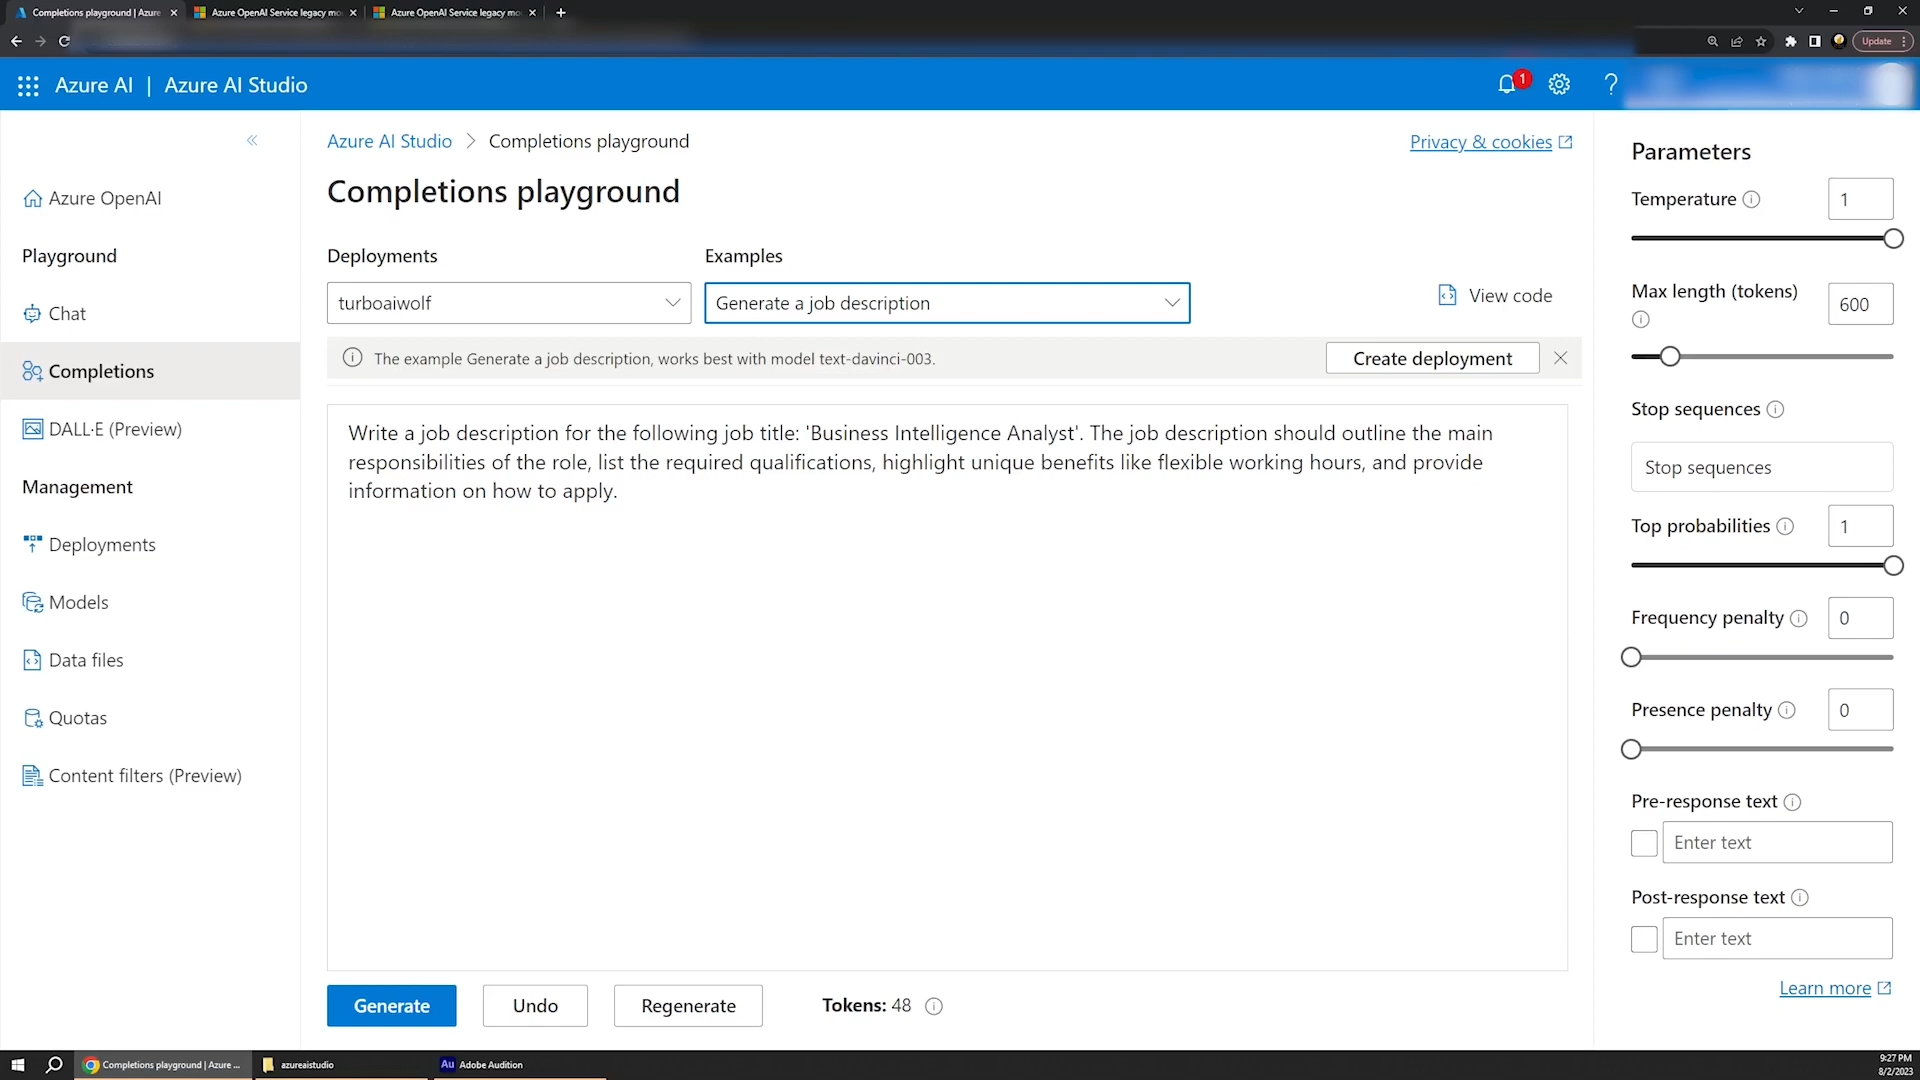 Completions playground | Azure
Azure OpenAI Service legacy mo
Azure OpenAI Service legacy mo
Update
Azure AI | Azure AI Studio
1
Azure OpenAI
Playground
Chat
Completions
DALL·E (Preview)
Management
Deployments
Models
Data files
Quotas
Content filters (Preview)
Azure AI Studio > Completions playground
Privacy & cookies
Completions playground
Deployments
Examples
turboaiwolf
Generate a job description
View code
The example Generate a job description, works best with model text-davinci-003.
Create deployment
Write a job description for the following job title: 'Business Intelligence Analyst'. The job description should outline the main
responsibilities of the role, list the required qualifications, highlight unique benefits like flexible working hours, and provide
information on how to apply.
Generate
Undo
Regenerate
Tokens: 48
Parameters
Temperature
1
Max length (tokens)
600
Stop sequences
Stop sequences
Top probabilities
1
Frequency penalty
0
Presence penalty
0
Pre-response text
Enter text
Post-response text
Enter text
Learn more
Completions playground | Azure ...
azureaistudio
Au Adobe Audition
9:27 PM
8/2/2023